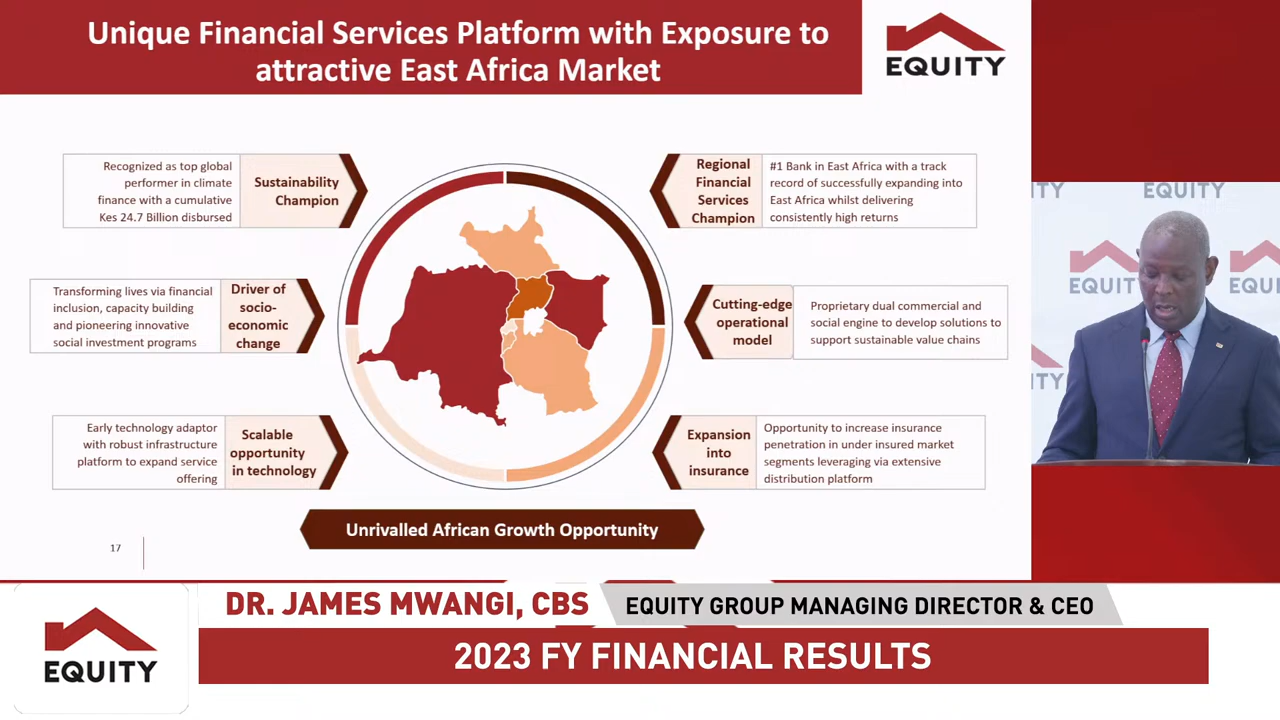 Unique Financial Services Platform with Exposure to
attractive East Africa Market
EQUITY
Recognized as top global
performer in climate
finance with a cumulative
Kes 24.7 Billion disbursed
Sustainability
Champion
Regional
Financial
Services
Champion
#1 Bank in East Africa with a track
record of successfully expanding into
East Africa whilst delivering
consistently high returns
Transforming lives via financial
inclusion, capacity building
and pioneering innovative
social investment programs
Driver of
socio-
economic
change
Cutting-edge
operational
model
Proprietary dual commercial and
social engine to develop solutions to
support sustainable value chains
Early technology adaptor
with robust infrastructure
platform to expand service
offering
Scalable
opportunity
in technology
Expansion
into
insurance
Opportunity to increase insurance
penetration in under insured market
segments leveraging via extensive
distribution platform
Unrivalled African Growth Opportunity
17
ITY
EQUITY
EQUI
EQUIT
ITY
EQUITY
DR. JAMES MWANGI, CBS
EQUITY GROUP MANAGING DIRECTOR & CEO
2023 FY FINANCIAL RESULTS